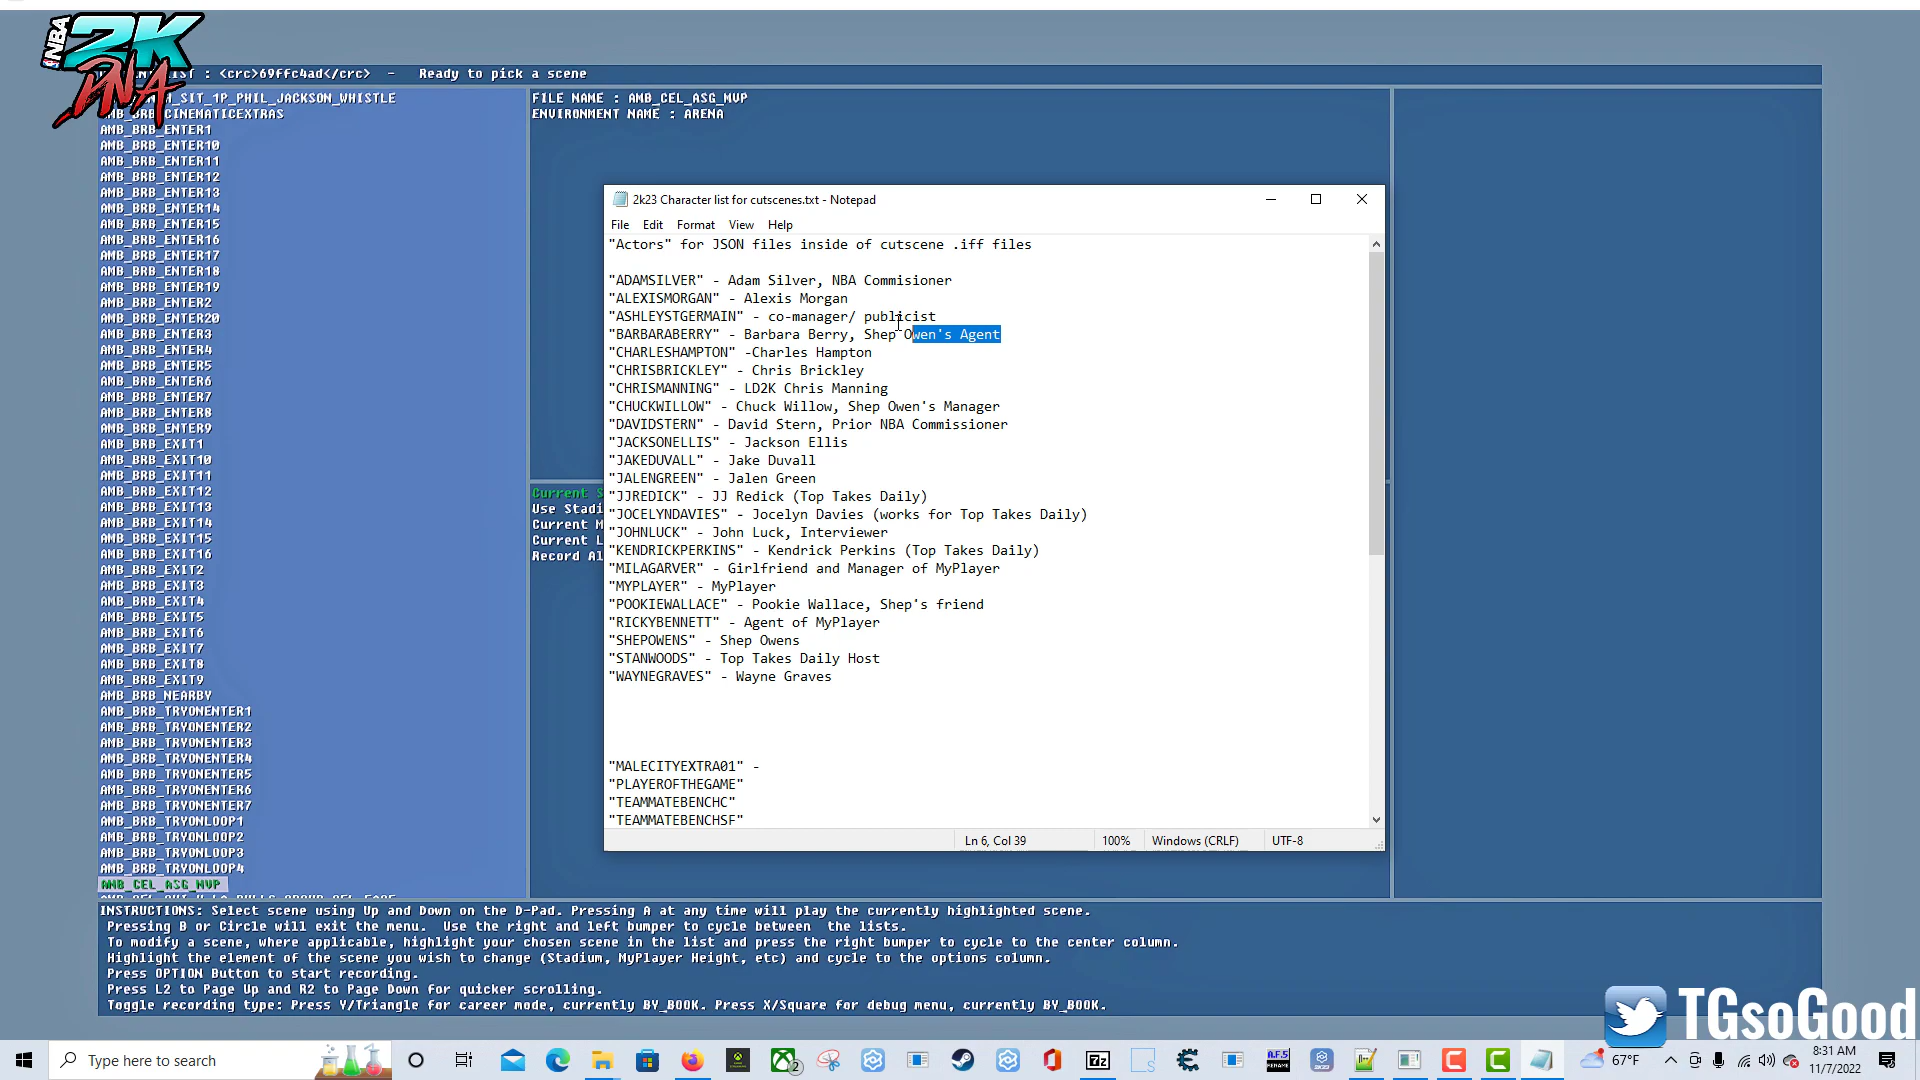 NBA 2K DNA
IST : <crc>69ffc4ad</crc> - Ready to pick a scene
_SIT_1P_PHIL_JACKSON_WHISTLE
AMB_BRB_CINEMATICEXTRAS
AMB_BRB_ENTER1
AMB_BRB_ENTER10
AMB_BRB_ENTER11
AMB_BRB_ENTER12
AMB_BRB_ENTER13
AMB_BRB_ENTER14
AMB_BRB_ENTER15
AMB_BRB_ENTER16
AMB_BRB_ENTER17
AMB_BRB_ENTER18
AMB_BRB_ENTER19
AMB_BRB_ENTER2
AMB_BRB_ENTER20
AMB_BRB_ENTER3
AMB_BRB_ENTER4
AMB_BRB_ENTER5
AMB_BRB_ENTER6
AMB_BRB_ENTER7
AMB_BRB_ENTER8
AMB_BRB_ENTER9
AMB_BRB_EXIT1
AMB_BRB_EXIT10
AMB_BRB_EXIT11
AMB_BRB_EXIT12
AMB_BRB_EXIT13
AMB_BRB_EXIT14
AMB_BRB_EXIT15
AMB_BRB_EXIT16
AMB_BRB_EXIT2
AMB_BRB_EXIT3
AMB_BRB_EXIT4
AMB_BRB_EXIT5
AMB_BRB_EXIT6
AMB_BRB_EXIT7
AMB_BRB_EXIT8
AMB_BRB_EXIT9
AMB_BRB_NEARBY
AMB_BRB_TRYONENTER1
AMB_BRB_TRYONENTER2
AMB_BRB_TRYONENTER3
AMB_BRB_TRYONENTER4
AMB_BRB_TRYONENTER5
AMB_BRB_TRYONENTER6
AMB_BRB_TRYONENTER7
AMB_BRB_TRYONLOOP1
AMB_BRB_TRYONLOOP2
AMB_BRB_TRYONLOOP3
AMB_BRB_TRYONLOOP4
AMB_CEL_ASG_MVP
FILE NAME : AMB_CEL_ASG_MVP
ENVIRONMENT NAME : ARENA
Current S
Use Stadi
Current M
Current L
Record Al
2k23 Character list for cutscenes.txt - Notepad
File Edit Format View Help
"Actors" for JSON files inside of cutscene .iff files
"ADAMSILVER" - Adam Silver, NBA Commisioner
"ALEXISMORGAN" - Alexis Morgan
"ASHLEYSTGERMAIN" - co-manager/ publicist
"BARBARABERRY" - Barbara Berry, Shep Owen's Agent
"CHARLESHAMPTON" -Charles Hampton
"CHRISBRICKLEY" - Chris Brickley
"CHRISMANNING" - LD2K Chris Manning
"CHUCKWILLOW" - Chuck Willow, Shep Owen's Manager
"DAVIDSTERN" - David Stern, Prior NBA Commissioner
"JACKSONELLIS" - Jackson Ellis
"JAKEDUVALL" - Jake Duvall
"JALENGREEN" - Jalen Green
"JJREDICK" - JJ Redick (Top Takes Daily)
"JOCELYNDAVIES" - Jocelyn Davies (works for Top Takes Daily)
"JOHNLUCK" - John Luck, Interviewer
"KENDRICKPERKINS" - Kendrick Perkins (Top Takes Daily)
"MILAGARVER" - Girlfriend and Manager of MyPlayer
"MYPLAYER" - MyPlayer
"POOKIEWALLACE" - Pookie Wallace, Shep's friend
"RICKYBENNETT" - Agent of MyPlayer
"SHEPOWENS" - Shep Owens
"STANWOODS" - Top Takes Daily Host
"WAYNEGRAVES" - Wayne Graves
"MALECITYEXTRA01" -
"PLAYEROFTHEGAME"
"TEAMMATEBENCHC"
"TEAMMATEBENCHSF"
Ln 6, Col 39 100% Windows (CRLF) UTF-8
INSTRUCTIONS: Select scene using Up and Down on the D-Pad. Pressing A at any time will play the currently highlighted scene.
Pressing B or Circle will exit the menu. Use the right and left bumper to cycle between the lists.
To modify a scene, where applicable, highlight your chosen scene in the list and press the right bumper to cycle to the center column.
Highlight the element of the scene you wish to change (Stadium, MyPlayer Height, etc) and cycle to the options column.
Press OPTION Button to start recording.
Press L2 to Page Up and R2 to Page Down for quicker scrolling.
Toggle recording type: Press Y/Triangle for career mode, currently BY_BOOK. Press X/Square for debug menu, currently BY_BOOK.
TGsoGood
Type here to search
2
7z
A.F.5
RENAME
2K23
67°F
8:31 AM
11/7/2022